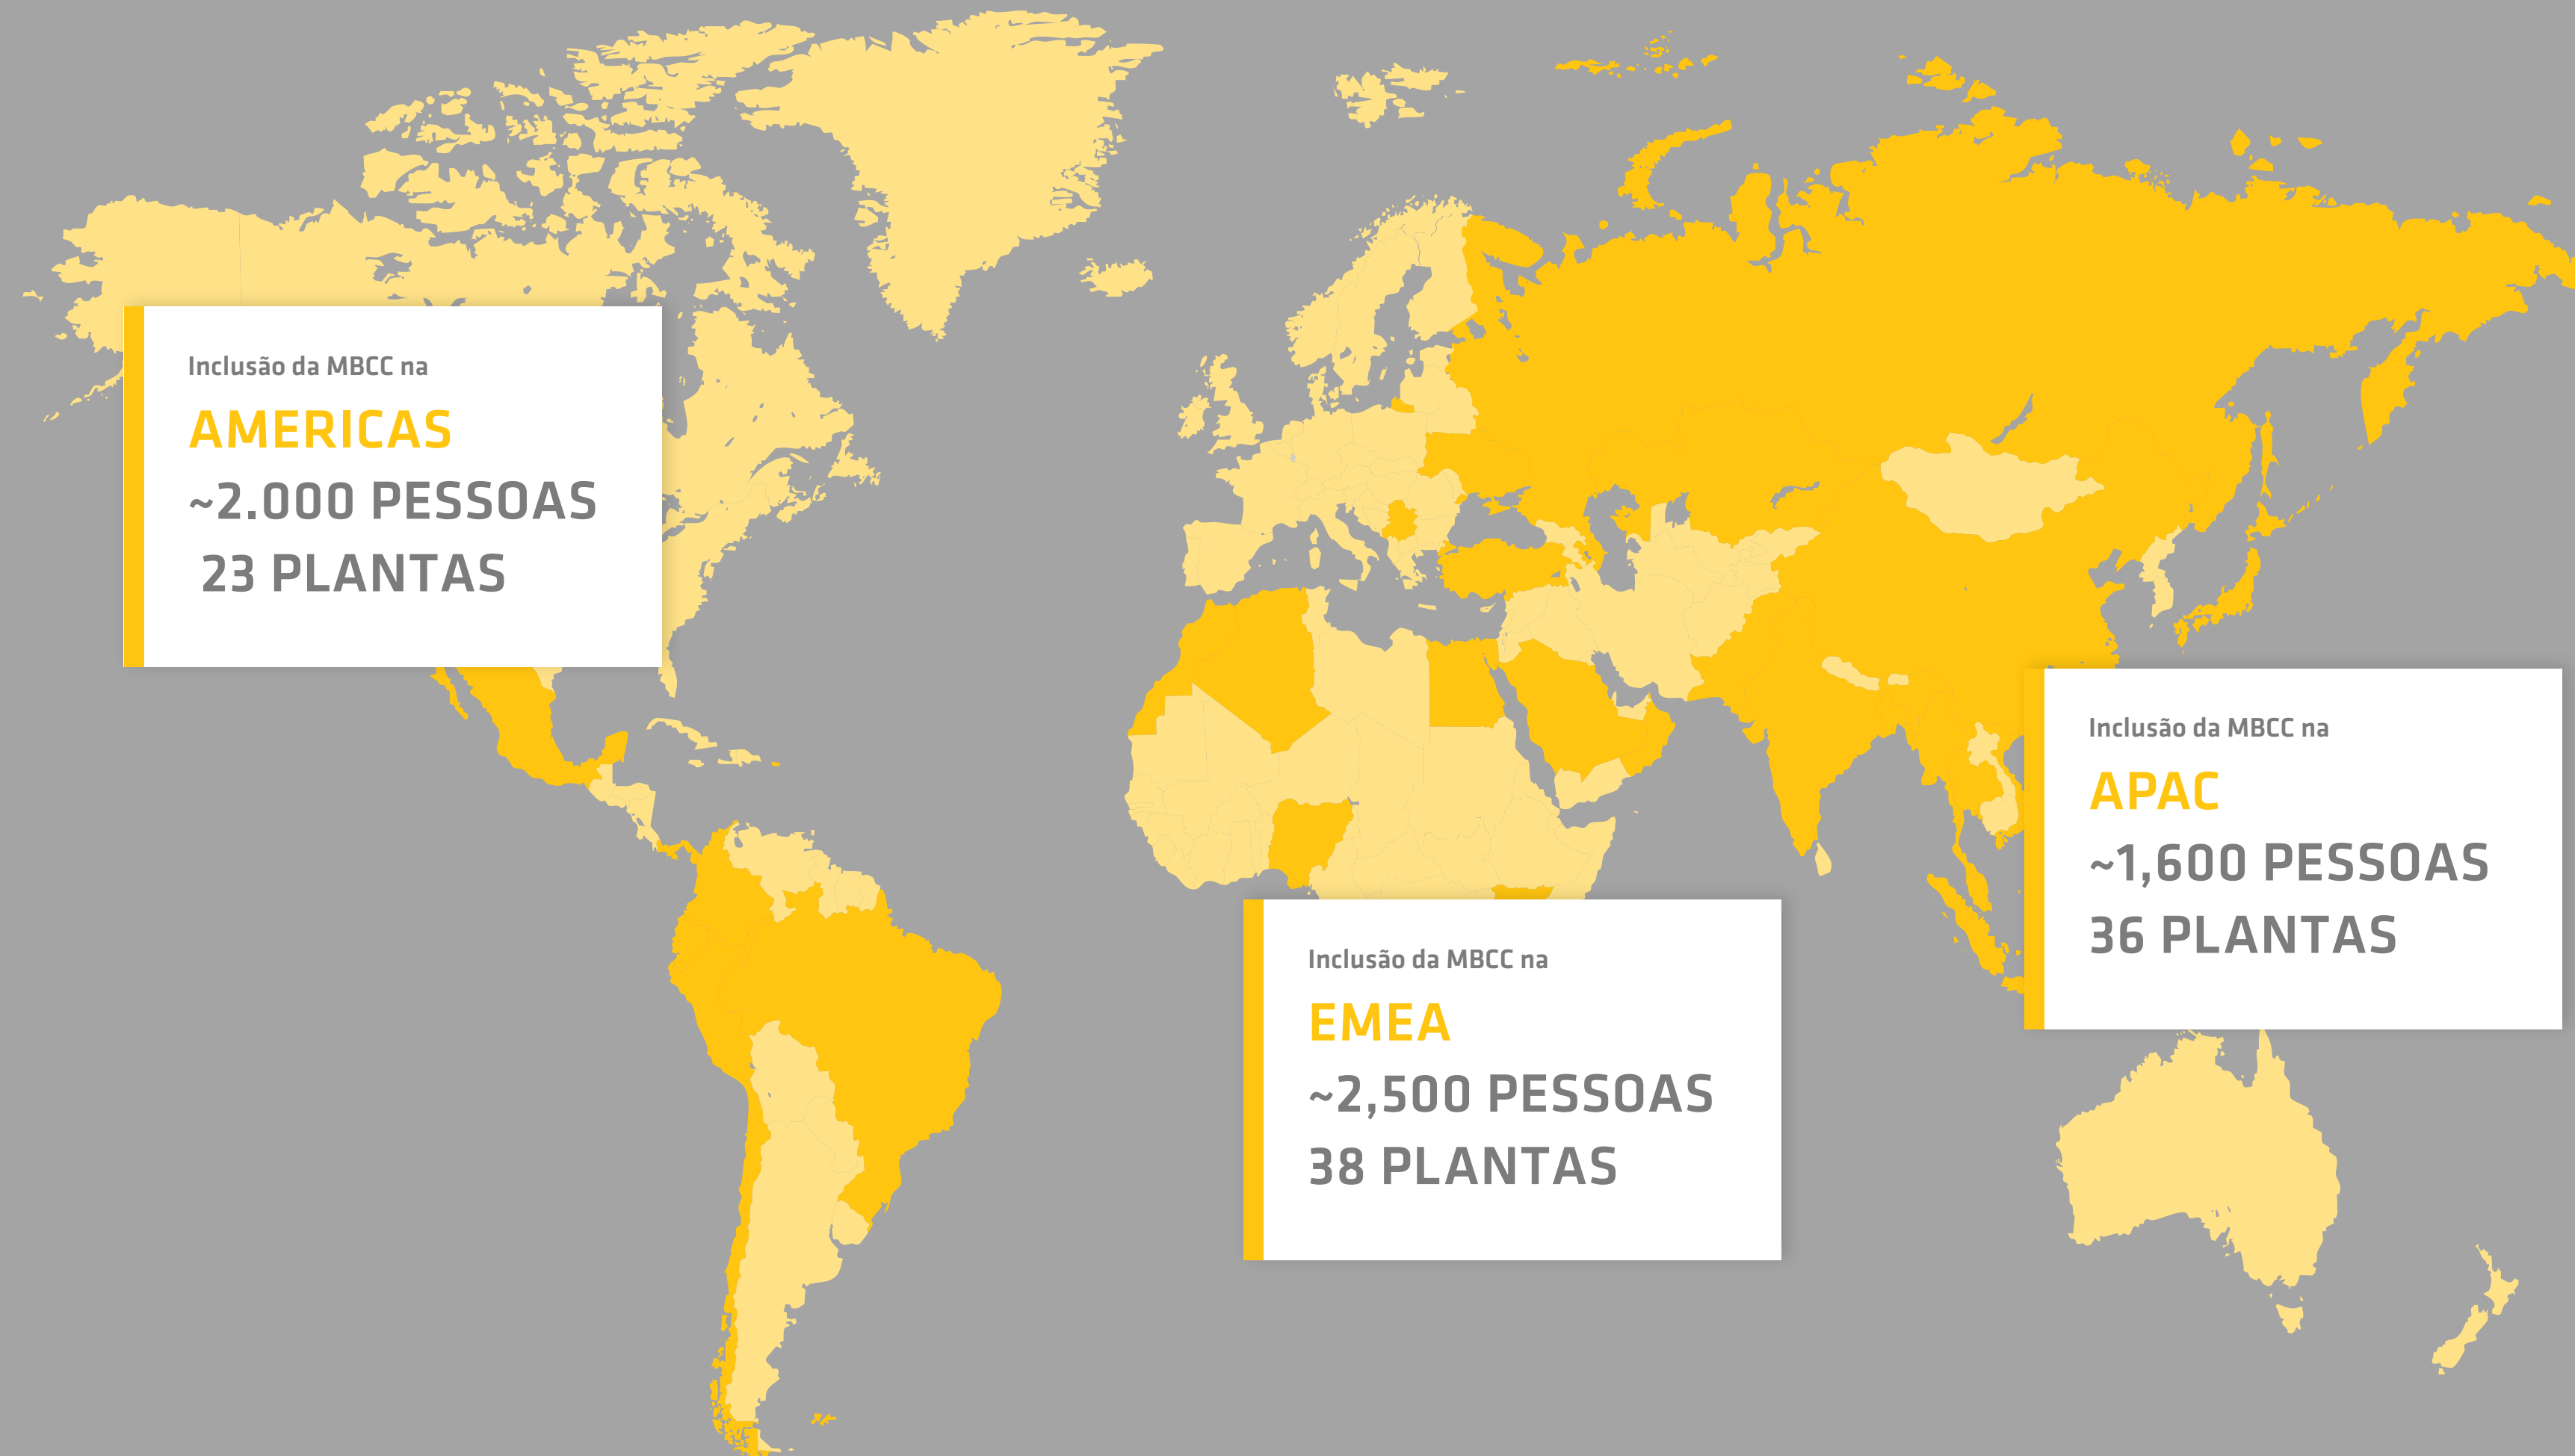 Inclusão da MBCC na
AMERICAS
~2.000 PESSOAS
23 PLANTAS
Inclusão da MBCC na
EMEA
~2,500 PESSOAS
38 PLANTAS
Inclusão da MBCC na
APAC
~1,600 PESSOAS
36 PLANTAS